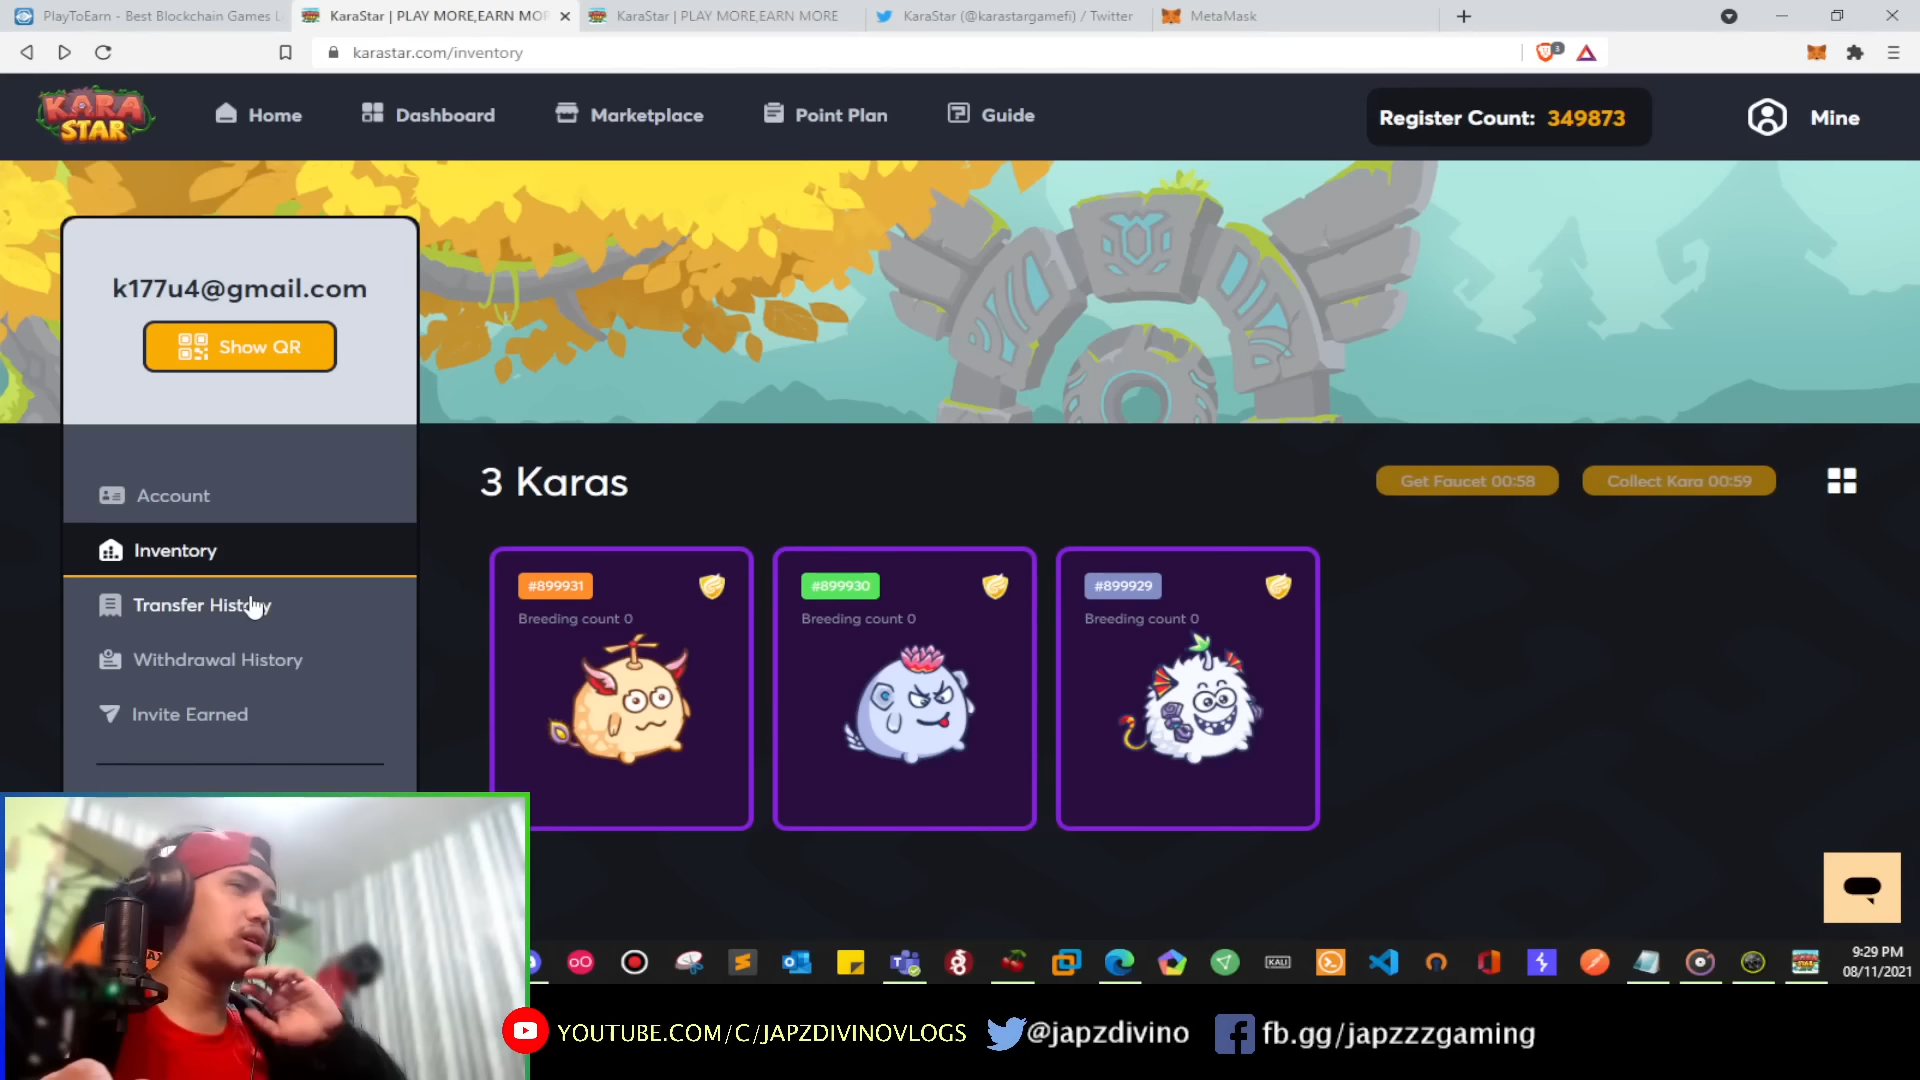 PlayToEarn - Best Blockchain Games L
KaraStar | PLAY MORE,EARN MOR
KaraStar | PLAY MORE,EARN MORE
KaraStar (@karastargamefi) / Twitter
MetaMask
karastar.com/inventory
3
KARA STAR
Home
Dashboard
Marketplace
Point Plan
Guide
Register Count: 349873
Mine
k177u4@gmail.com
Show QR
Account
Inventory
Transfer History
Withdrawal History
Invite Earned
3 Karas
Get Faucet 00:58
Collect Kara 00:59
#899931
Breeding count 0
#899930
Breeding count 0
#899929
Breeding count 0
KALI
9:29 PM
08/11/2021
YOUTUBE.COM/C/JAPZDIVINOVLOGS
@japzdivino
fb.gg/japzzzgaming